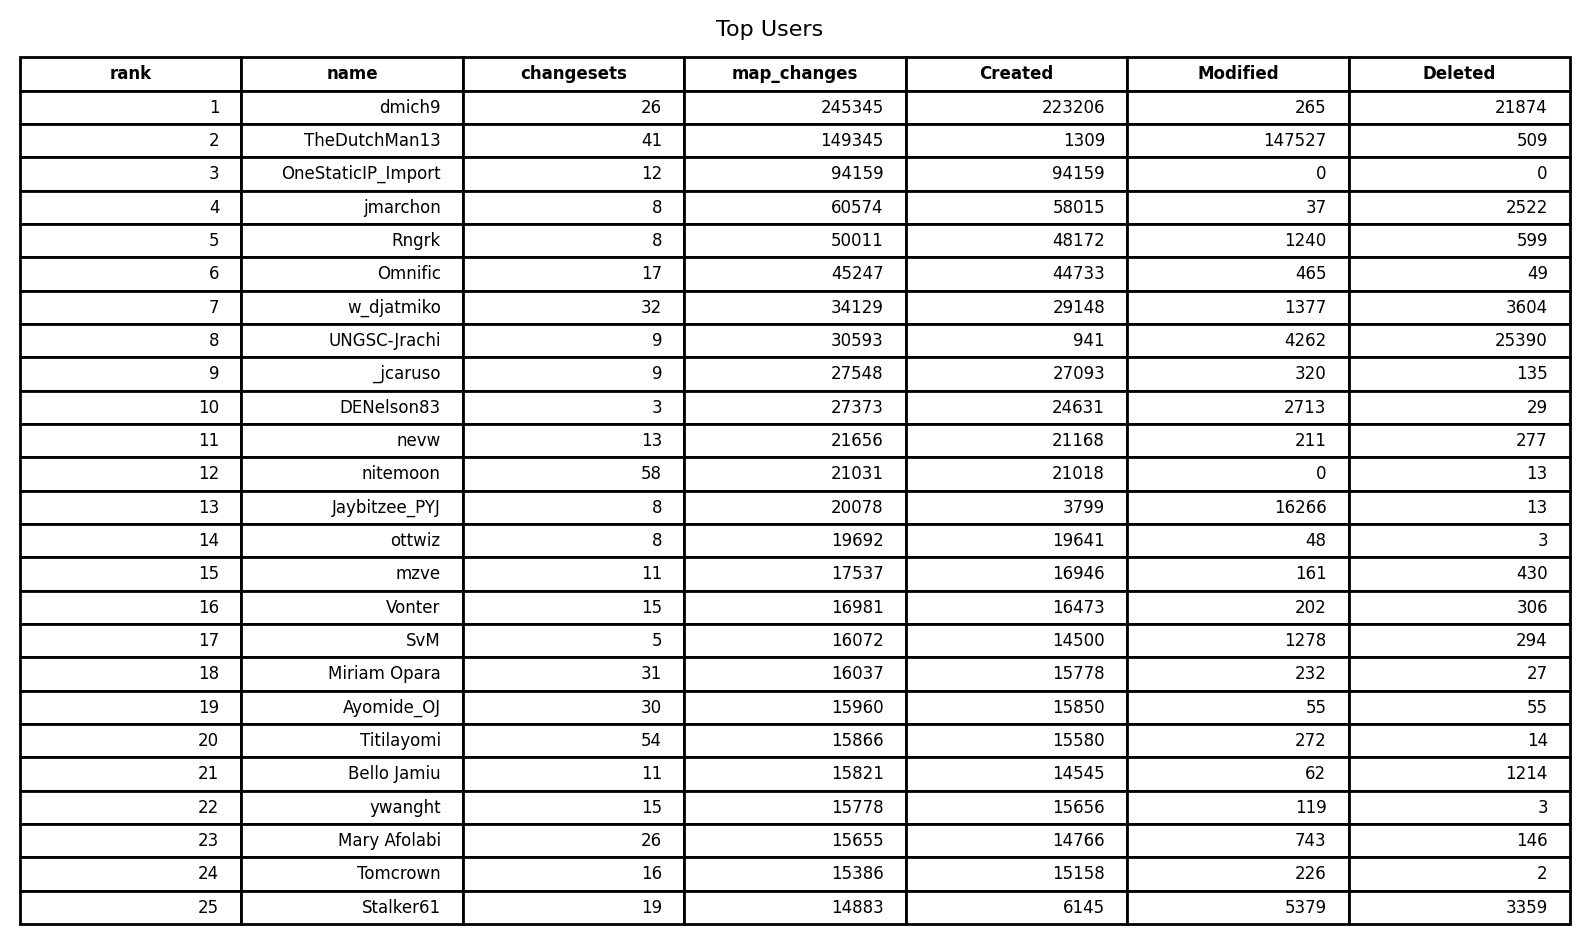 Top Users
rank name changesets map_changes Created Modified Deleted
1 dmich9 26 245345 223206 265 21874
2 TheDutchMan13 41 149345 1309 147527 509
3 OneStaticIP_Import 12 94159 94159 0 0
4 jmarchon 8 60574 58015 37 2522
5 Rngrk 8 50011 48172 1240 599
6 Omnific 17 45247 44733 465 49
7 w_djatmiko 32 34129 29148 1377 3604
8 UNGSC-Jrachi 9 30593 941 4262 25390
9 _jcaruso 9 27548 27093 320 135
10 DENelson83 3 27373 24631 2713 29
11 nevw 13 21656 21168 211 277
12 nitemoon 58 21031 21018 0 13
13 Jaybitzee_PYJ 8 20078 3799 16266 13
14 ottwiz 8 19692 19641 48 3
15 mzve 11 17537 16946 161 430
16 Vonter 15 16981 16473 202 306
17 SvM 5 16072 14500 1278 294
18 Miriam Opara 31 16037 15778 232 27
19 Ayomide_OJ 30 15960 15850 55 55
20 Titilayomi 54 15866 15580 272 14
21 Bello Jamiu 11 15821 14545 62 1214
22 ywanght 15 15778 15656 119 3
23 Mary Afolabi 26 15655 14766 743 146
24 Tomcrown 16 15386 15158 226 2
25 Stalker61 19 14883 6145 5379 3359